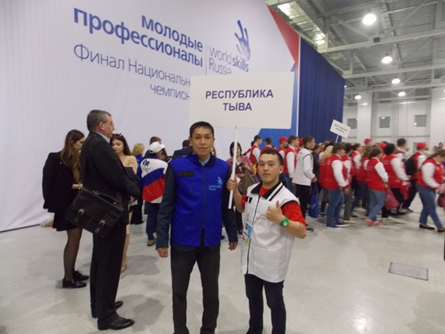 молодые
профессионалы
worldskills
Russia
Финал Национальн
чемпион
РЕСПУБЛИКА
ТЫВА